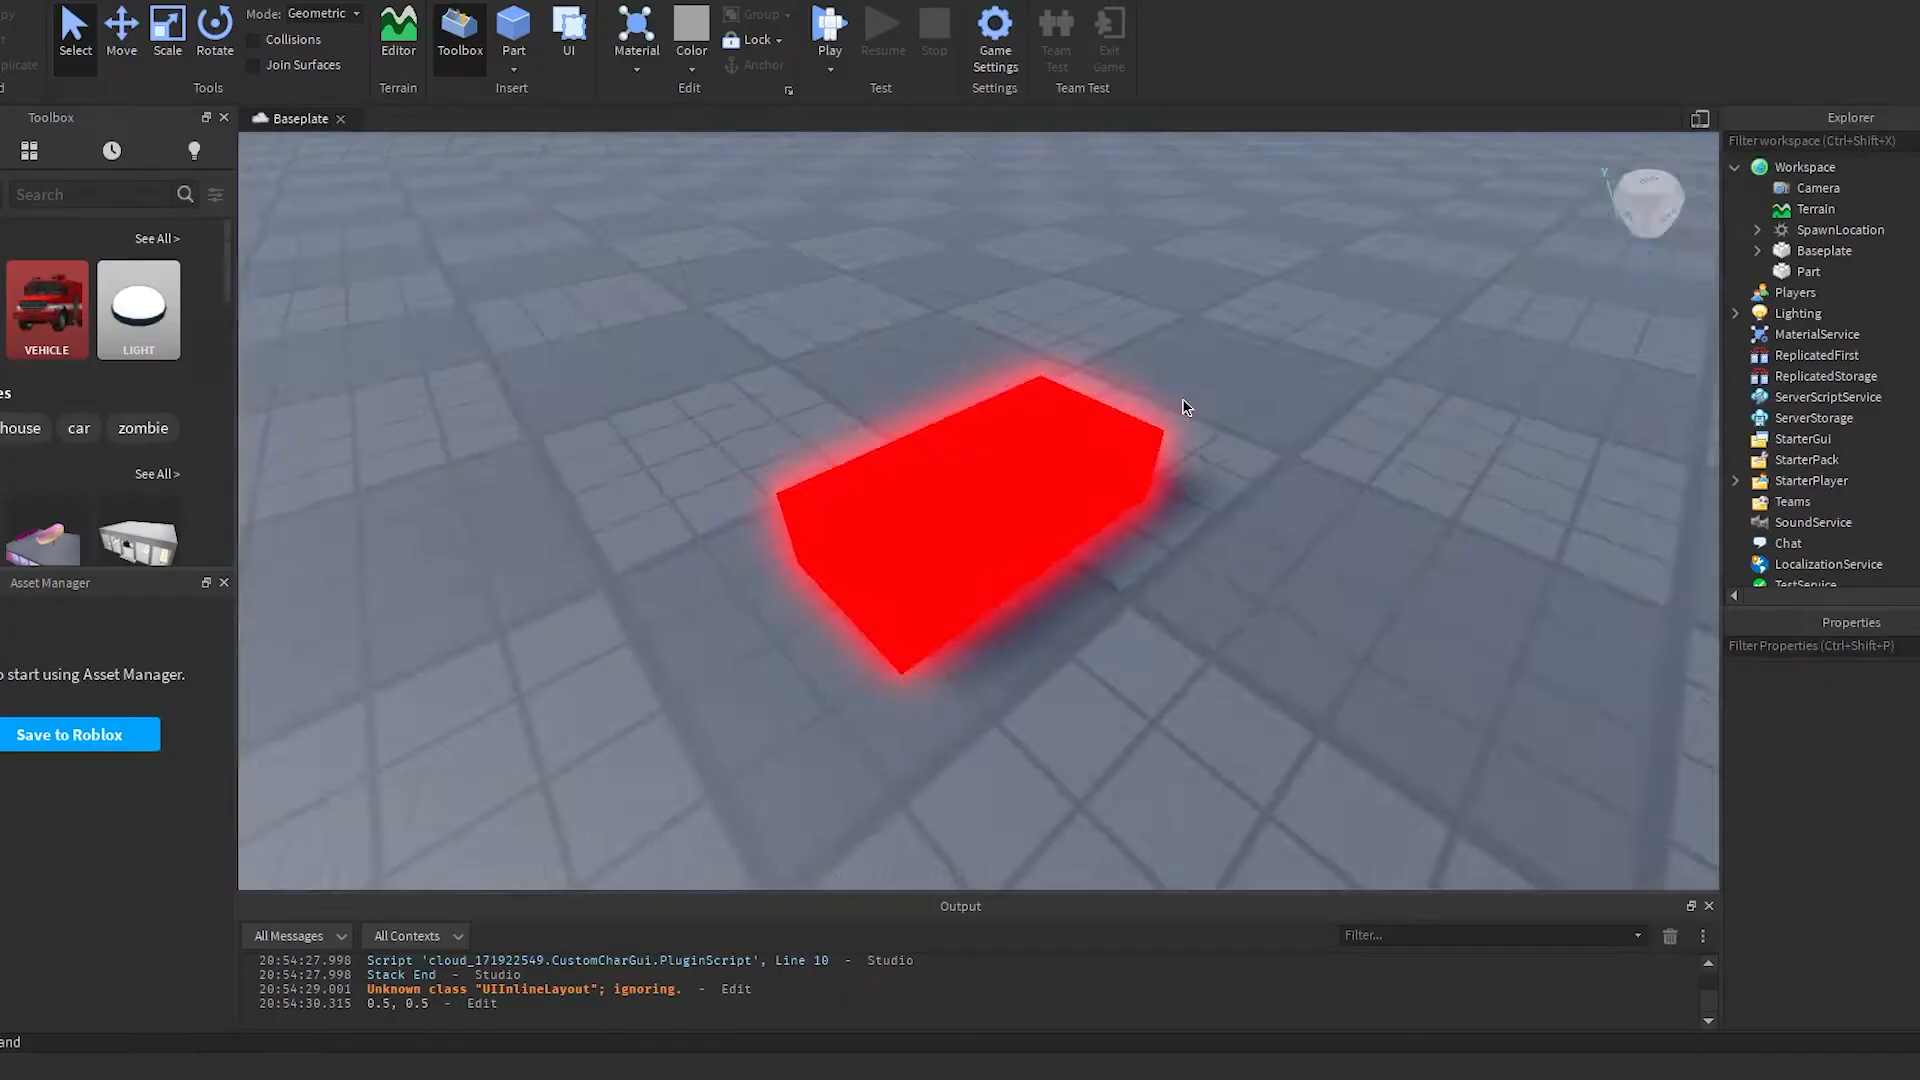 py
t
plicate
d
Select
Move
Scale
Rotate
Mode: Geometric
Collisions
Join Surfaces
Tools
Editor
Terrain
Toolbox
Part
UI
Insert
Material
Color
Group
Lock
Anchor
Edit
Play
Resume
Stop
Test
Game
Settings
Settings
Team
Test
Exit
Game
Team Test
Toolbox
Search
See All >
VEHICLE
LIGHT
es
house
car
zombie
See All >
Asset Manager
o start using Asset Manager.
Save to Roblox
Baseplate
Y
Explorer
Filter workspace (Ctrl+Shift+X)
Workspace
Camera
Terrain
SpawnLocation
Baseplate
Part
Players
Lighting
MaterialService
ReplicatedFirst
ReplicatedStorage
ServerScriptService
ServerStorage
StarterGui
StarterPack
StarterPlayer
Teams
SoundService
Chat
LocalizationService
TestService
Properties
Filter Properties (Ctrl+Shift+P)
Output
All Messages
All Contexts
Filter...
20:54:27.998 Script 'cloud_171922549.CustomCharGui.PluginScript', Line 10 - Studio
20:54:27.998 Stack End - Studio
20:54:29.001 Unknown class "UIInlineLayout"; ignoring. - Edit
20:54:30.315 0.5, 0.5 - Edit
and